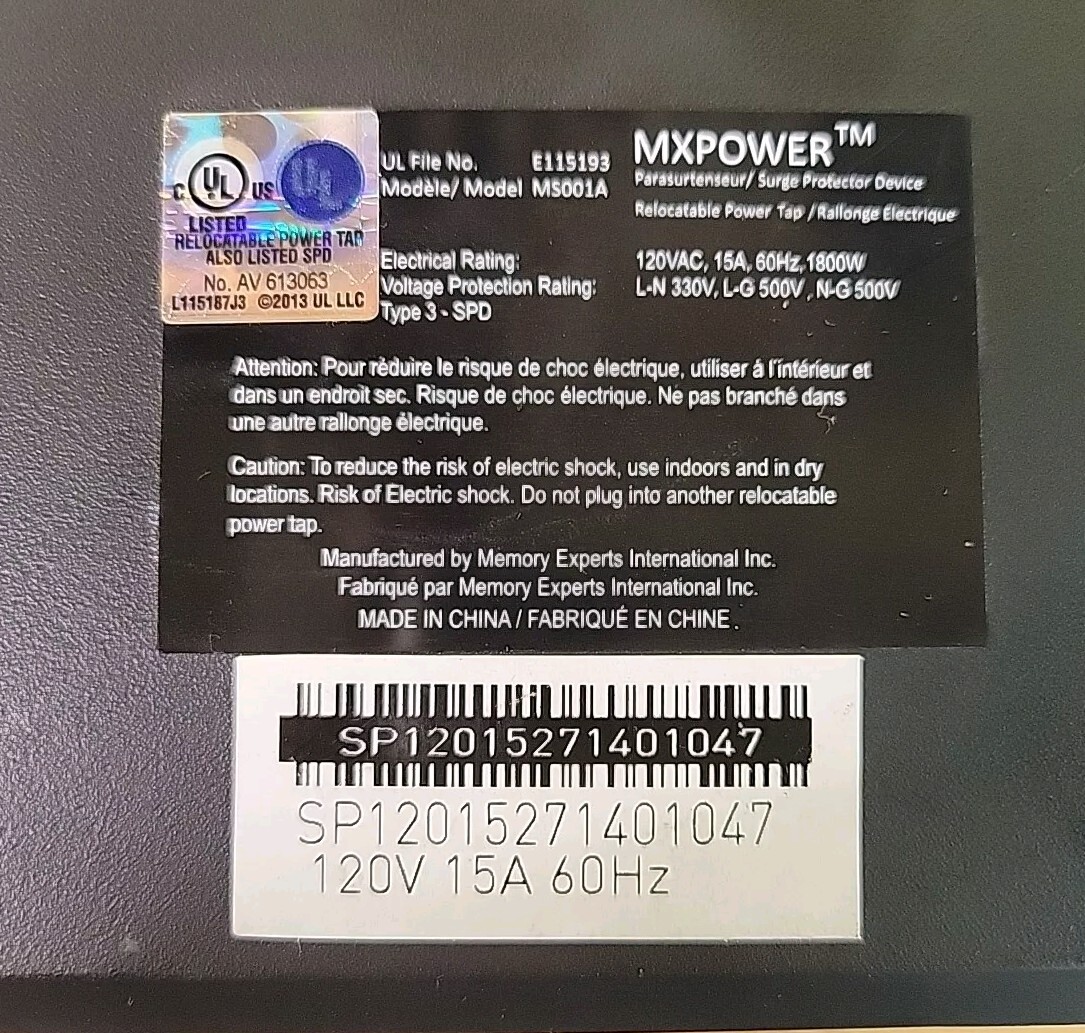 C UL US UL
LISTED
RELOCATABLE POWER TAP
ALSO LISTED SPD
No. AV 613063
L115187J3 ©2013 UL LLC
UL File No. E115193
Modèle/ Model MS001A
MXPOWER™
Parasurtenseur/ Surge Protector Device
Relocatable Power Tap /Rallonge Électrique
Electrical Rating: 120VAC, 15A, 60Hz, 1800W
Voltage Protection Rating: L-N 330V, L-G 500V , N-G 500V
Type 3 - SPD
Attention: Pour réduire le risque de choc électrique, utiliser à l'intérieur et
dans un endroit sec. Risque de choc électrique. Ne pas branché dans
une autre rallonge électrique.
Caution: To reduce the risk of electric shock, use indoors and in dry
locations. Risk of Electric shock. Do not plug into another relocatable
power tap.
Manufactured by Memory Experts International Inc.
Fabriqué par Memory Experts International Inc.
MADE IN CHINA / FABRIQUÉ EN CHINE .
SP12015271401047
SP12015271401047
120V 15A 60Hz